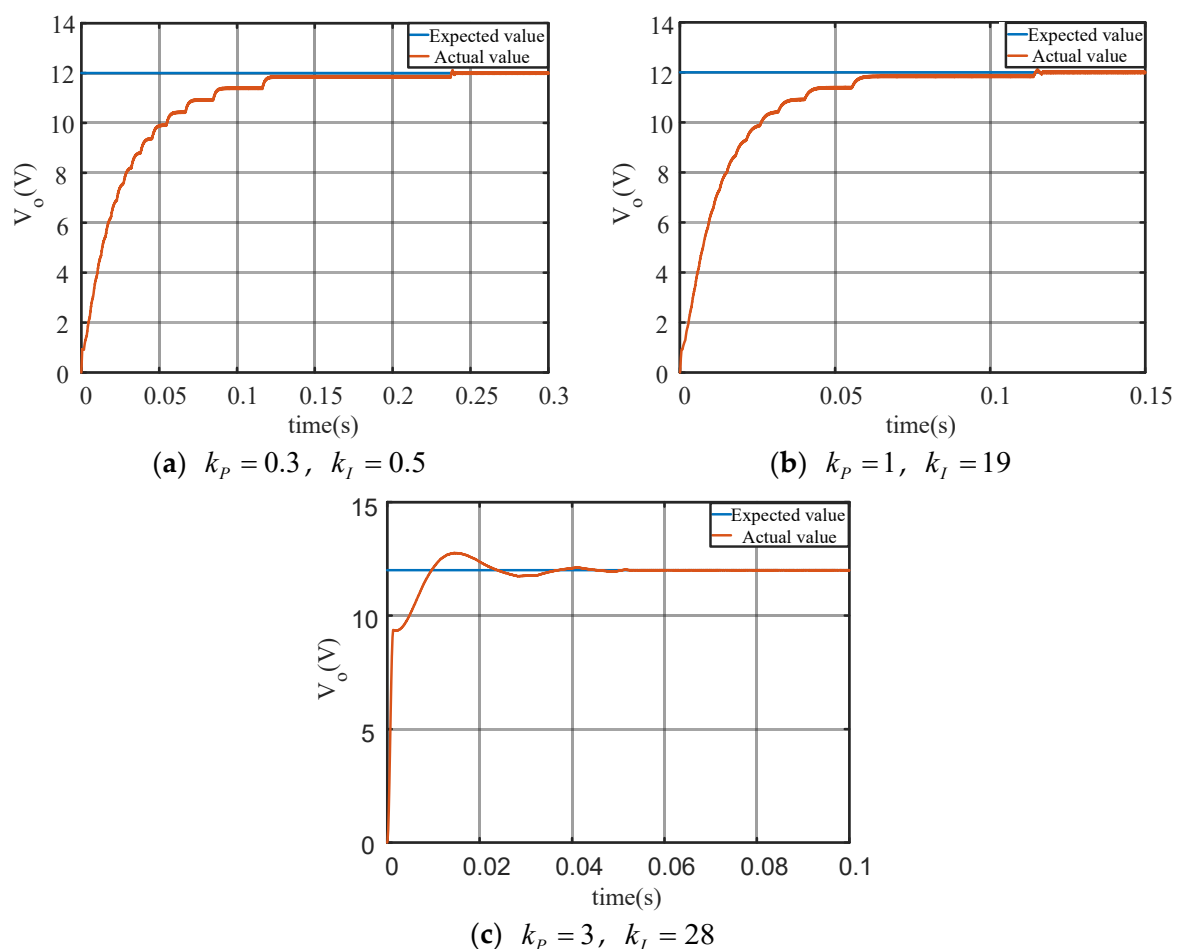 14
12
10
8
6
4
2
0
V_o(V)
Expected value
Actual value
0 0.05 0.1 0.15 0.2 0.25 0.3
time(s)
(a) k_P = 0.3, k_I = 0.5
14
12
10
8
6
4
2
0
V_o(V)
Expected value
Actual value
0 0.05 0.1 0.15
time(s)
(b) k_P = 1, k_I = 19
15
10
5
0
V_o(V)
Expected value
Actual value
0 0.02 0.04 0.06 0.08 0.1
time(s)
(c) k_P = 3, k_I = 28